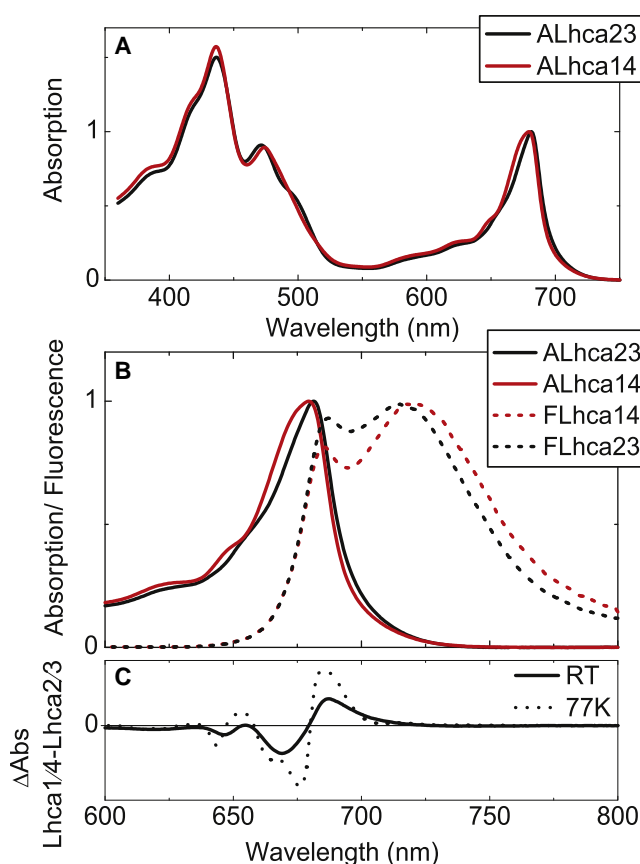 A
ALhca23
ALhca14
Absorption
1
0
400
500
600
700
Wavelength (nm)
B
ALhca23
ALhca14
FLhca14
FLhca23
Absorption/ Fluorescence
1
0
C
RT
77K
ΔAbs
Lhca1/4-Lhca2/3
0
600
650
700
750
800
Wavelength (nm)